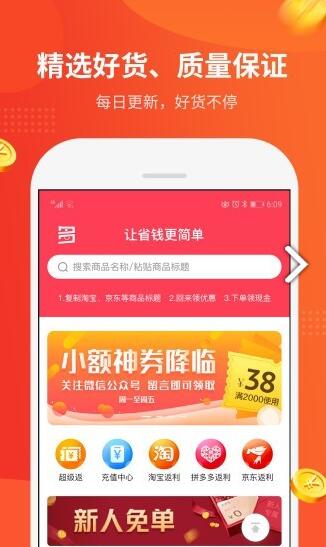 精选好货、质量保证
每日更新，好货不停
6:09
让省钱更简单
搜索商品名称/粘贴商品标题
1.复制淘宝、京东等商品标题 2.回来领优惠 3.下单领现金
小额神券降临
关注微信公众号 留言即可领取
周一至周五
¥38
满2000使用
超级返 充值中心 淘宝返利 拼多多返利 京东返利
新人免单